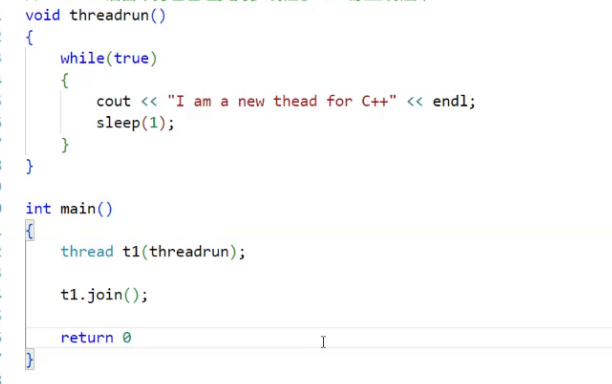 void threadrun()
{
    while(true)
    {
        cout << "I am a new thead for C++" << endl;
        sleep(1);
    }
}
int main()
{
    thread t1(threadrun);
    t1.join();
    return 0
}